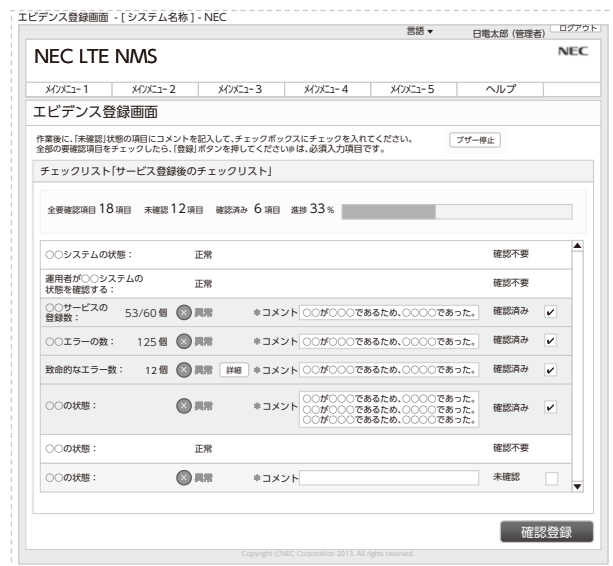 エビデンス登録画面 - [ システム名称 ] - NEC
言語▼ 日電太郎 (管理者) ログアウト
NEC LTE NMS NEC
メインメニュー1 メインメニュー2 メインメニュー3 メインメニュー4 メインメニュー5 ヘルプ
エビデンス登録画面
作業後に、「未確認」状態の項目にコメントを記入して、チェックボックスにチェックを入れてください。
全部の要確認項目をチェックしたら、「登録」ボタンを押してください※は、必須入力項目です。
ブザー停止
チェックリスト「サービス登録後のチェックリスト」
全要確認項目 18 項目 未確認 12 項目 確認済み 6 項目 進捗 33 %
○○システムの状態： 正常 確認不要
運用者が○○システムの
状態を確認する： 正常 確認不要
○○サービスの
登録数： 53/60 個 異常 ※コメント ○○が○○○であるため、○○○○であった。 確認済み ✔
○○エラーの数： 125 個 異常 ※コメント ○○が○○○であるため、○○○○であった。 確認済み ✔
致命的なエラー数： 12 個 異常 詳細 ※コメント ○○が○○○であるため、○○○○であった。 確認済み ✔
○○の状態： 異常 ※コメント ○○が○○○であるため、○○○○であった。
○○が○○○であるため、○○○○であった。
○○が○○○であるため、○○○○であった。 確認済み ✔
○○の状態： 正常 確認不要
○○の状態： 異常 ※コメント 未確認
確認登録
Copyright ©NEC Corporation 2013. All rights reserved.